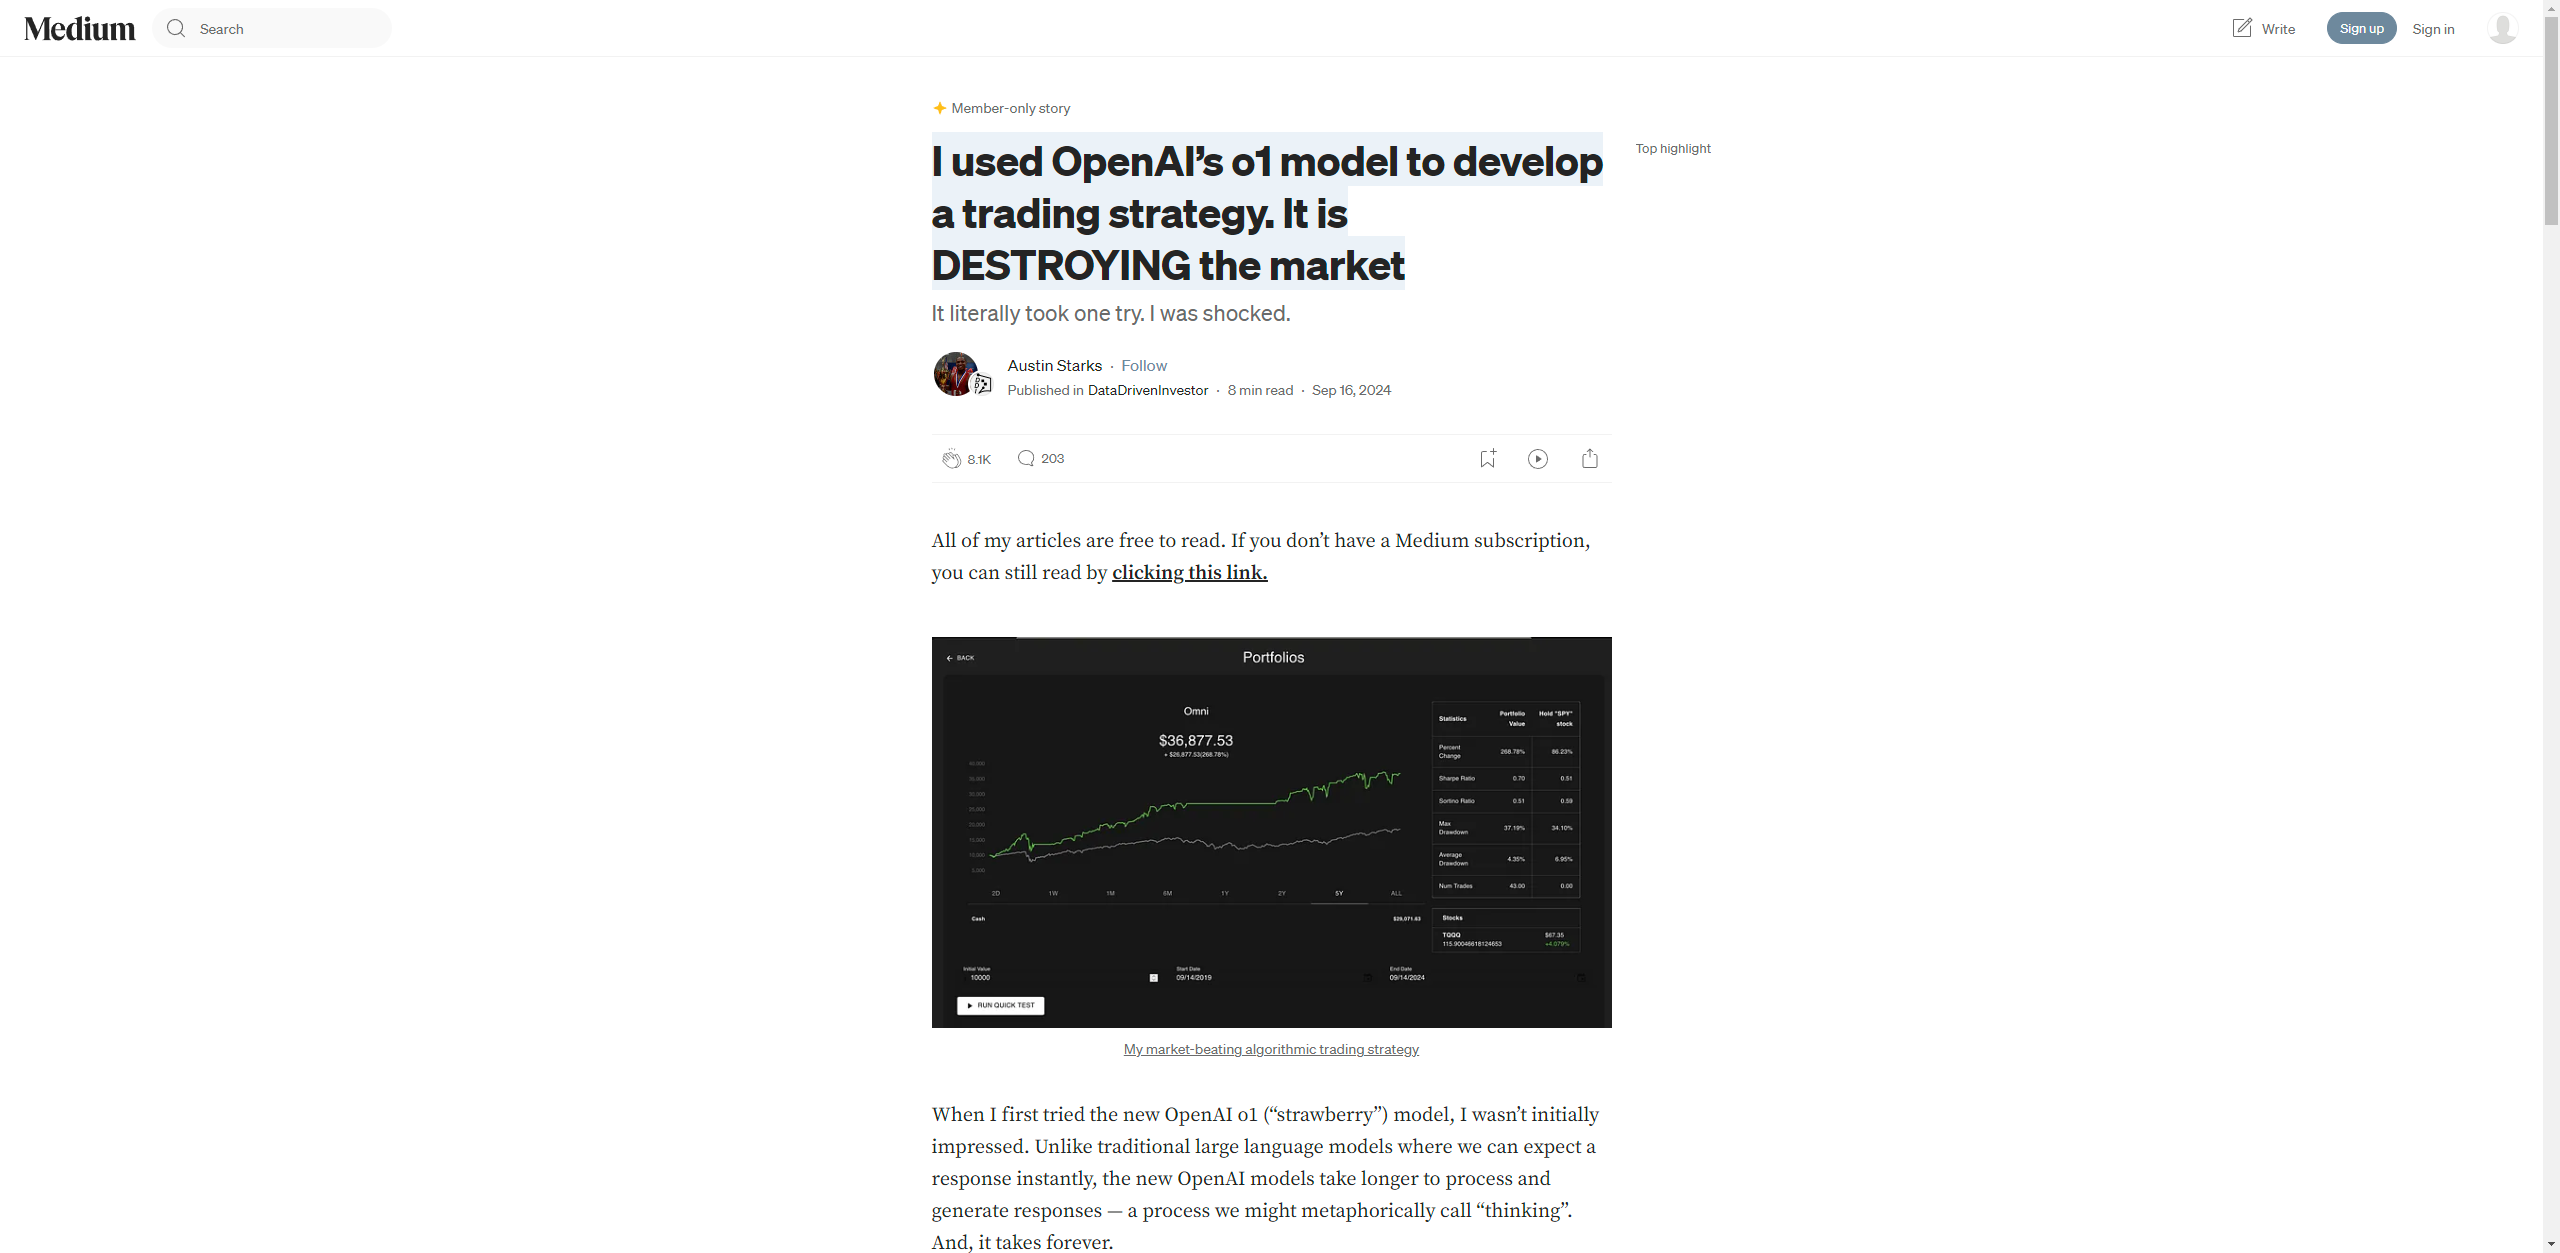 Medium
Search
Write
Sign up
Sign in
Member-only story
I used OpenAI’s o1 model to develop
a trading strategy. It is
DESTROYING the market
Top highlight
It literally took one try. I was shocked.
Austin Starks · Follow
Published in DataDrivenInvestor · 8 min read · Sep 16, 2024
8.1K
203
All of my articles are free to read. If you don’t have a Medium subscription,
you can still read by clicking this link.
BACK
Portfolios
Omni
$36,877.53
+ $26,877.53(268.78%)
40,000
35,000
30,000
25,000
20,000
15,000
10,000
5,000
2D
1W
1M
6M
1Y
2Y
5Y
ALL
Statistics
Portfolio
Value
Hold "SPY"
stock
Percent
Change
268.78%
86.23%
Sharpe Ratio
0.70
0.51
Sortino Ratio
0.51
0.59
Max
Drawdown
37.19%
34.10%
Average
Drawdown
4.35%
6.95%
Num Trades
43.00
0.00
Cash
$29,071.63
Stocks
TQQQ
$67.35
115.90046618124653
+4.079%
Initial Value
10000
Start Date
09/14/2019
End Date
09/14/2024
RUN QUICK TEST
My market-beating algorithmic trading strategy
When I first tried the new OpenAI o1 (“strawberry”) model, I wasn’t initially
impressed. Unlike traditional large language models where we can expect a
response instantly, the new OpenAI models take longer to process and
generate responses — a process we might metaphorically call “thinking”.
And, it takes forever.